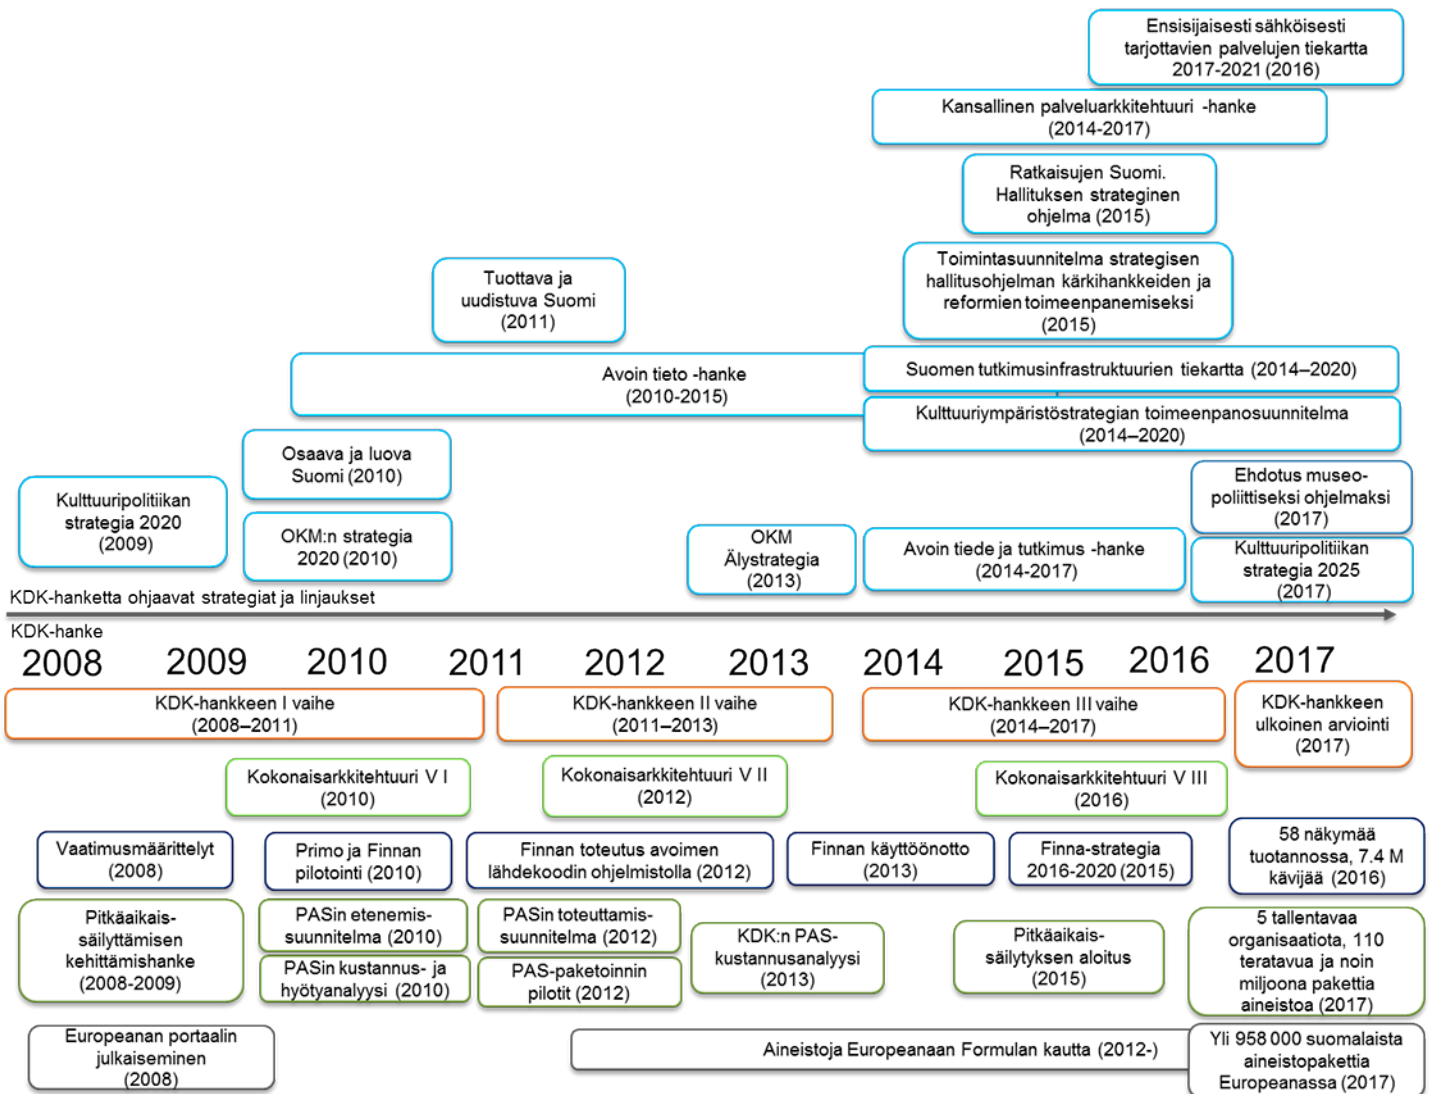 Ensisijaisesti sähköisesti
tarjottavien palvelujen tiekartta
2017-2021 (2016)
Kansallinen palveluarkkitehtuuri -hanke
(2014-2017)
Ratkaisujen Suomi.
Hallituksen strateginen
ohjelma (2015)
Toimintasuunnitelma strategisen
hallitusohjelman kärkihankkeiden ja
reformien toimeenpanemiseksi
(2015)
Tuottava ja
uudistuva Suomi
(2011)
Avoin tieto -hanke
(2010-2015)
Suomen tutkimusinfrastruktuurien tiekartta (2014–2020)
Kulttuuriympäristöstrategian toimeenpanosuunnitelma
(2014–2020)
Osaava ja luova
Suomi (2010)
Kulttuuripolitiikan
strategia 2020
(2009)
OKM:n strategia
2020 (2010)
OKM
Älystrategia
(2013)
Avoin tiede ja tutkimus -hanke
(2014-2017)
Ehdotus museo-
poliittiseksi ohjelmaksi
(2017)
Kulttuuripolitiikan
strategia 2025
(2017)
KDK-hanketta ohjaavat strategiat ja linjaukset
KDK-hanke
2008 2009 2010 2011 2012 2013 2014 2015 2016 2017
KDK-hankkeen I vaihe
(2008–2011)
KDK-hankkeen II vaihe
(2011–2013)
KDK-hankkeen III vaihe
(2014–2017)
KDK-hankkeen
ulkoinen arviointi
(2017)
Kokonaisarkkitehtuuri V I
(2010)
Kokonaisarkkitehtuuri V II
(2012)
Kokonaisarkkitehtuuri V III
(2016)
Vaatimusmäärittelyt
(2008)
Primo ja Finnan
pilotointi (2010)
Finnan toteutus avoimen
lähdekoodin ohjelmistolla (2012)
Finnan käyttöönotto
(2013)
Finna-strategia
2016-2020 (2015)
58 näkymää
tuotannossa, 7.4 M
kävijää (2016)
Pitkäaikais-
säilyttämisen
kehittämishanke
(2008-2009)
PASin etenemis-
suunnitelma (2010)
PASin kustannus- ja
hyötyanalyysi (2010)
PASin toteuttamis-
suunnitelma (2012)
PAS-paketoinnin
pilotit (2012)
KDK:n PAS-
kustannusanalyysi
(2013)
Pitkäaikais-
säilytyksen aloitus
(2015)
5 tallentavaa
organisaatiota, 110
teratavua ja noin
miljoona pakettia
aineistoa (2017)
Europeanan portaalin
julkaiseminen
(2008)
Aineistoja Europeanaan Formulan kautta (2012-)
Yli 958 000 suomalaista
aineistopakettia
Europeanassa (2017)